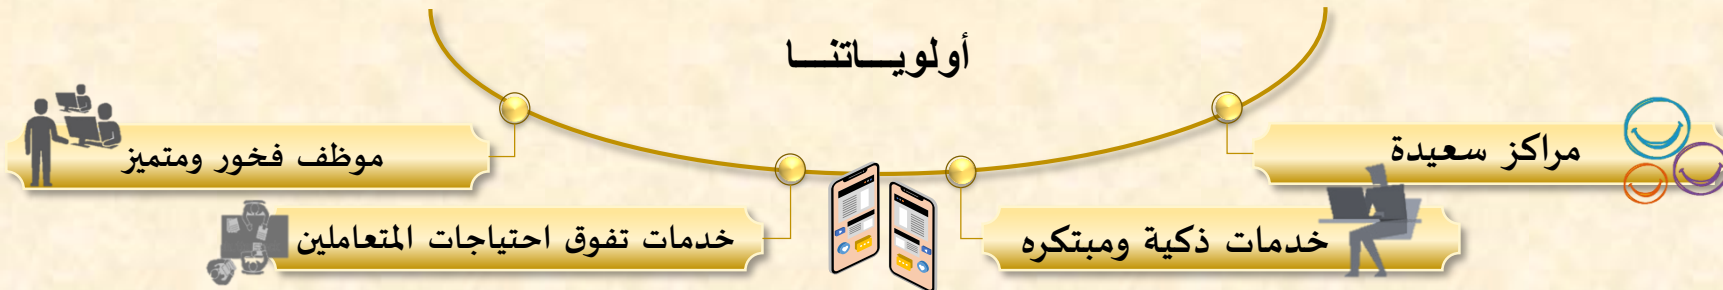 أولويـــاتنـــا
مراكز سعيدة
خدمات ذكية ومبتكره
خدمات تفوق احتياجات المتعاملين
موظف فخور ومتميز